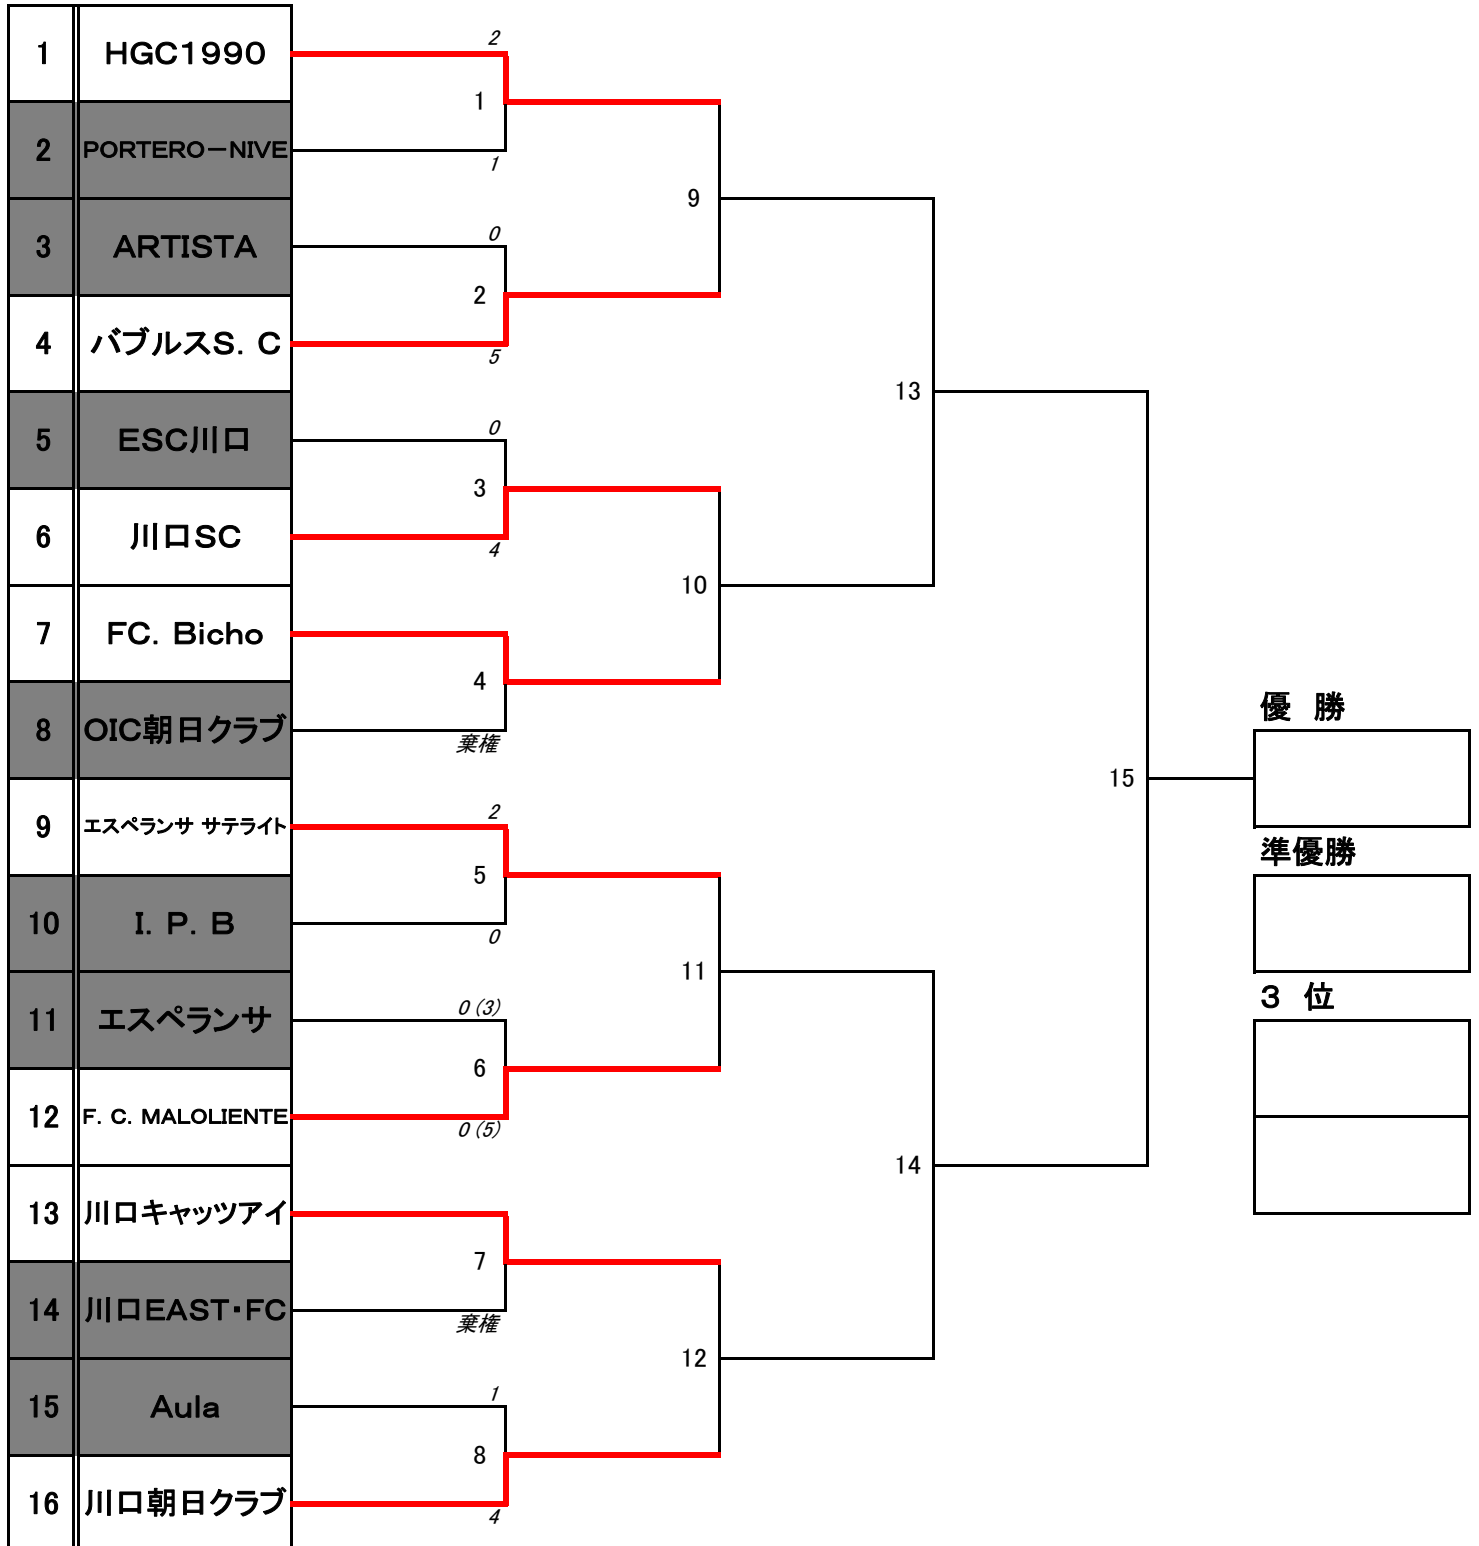 1 HGC1990
2
1
2 PORTERO－NIVE
1
9
3 ARTISTA
0
2
4 バブルスS．C
5
13
5 ESC川口
0
3
6 川口SC
4
10
7 FC．Bicho
4
8 OIC朝日クラブ
棄権
優 勝
15
9 エスペランサ サテライト
2
5
準優勝
10 I．P．B
0
11
3 位
11 エスペランサ
0(3)
6
12 F．C．MALOLIENTE
0(5)
14
13 川口キャッツアイ
7
14 川口EAST・FC
棄権
12
15 Aula
1
8
16 川口朝日クラブ
4